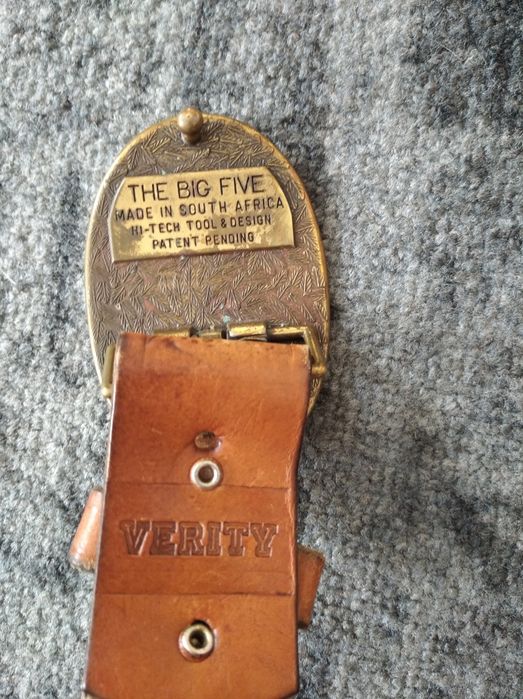 THE BIG FIVE
MADE IN SOUTH AFRICA
HI-TECH TOOL & DESIGN
PATENT PENDING
VERITY